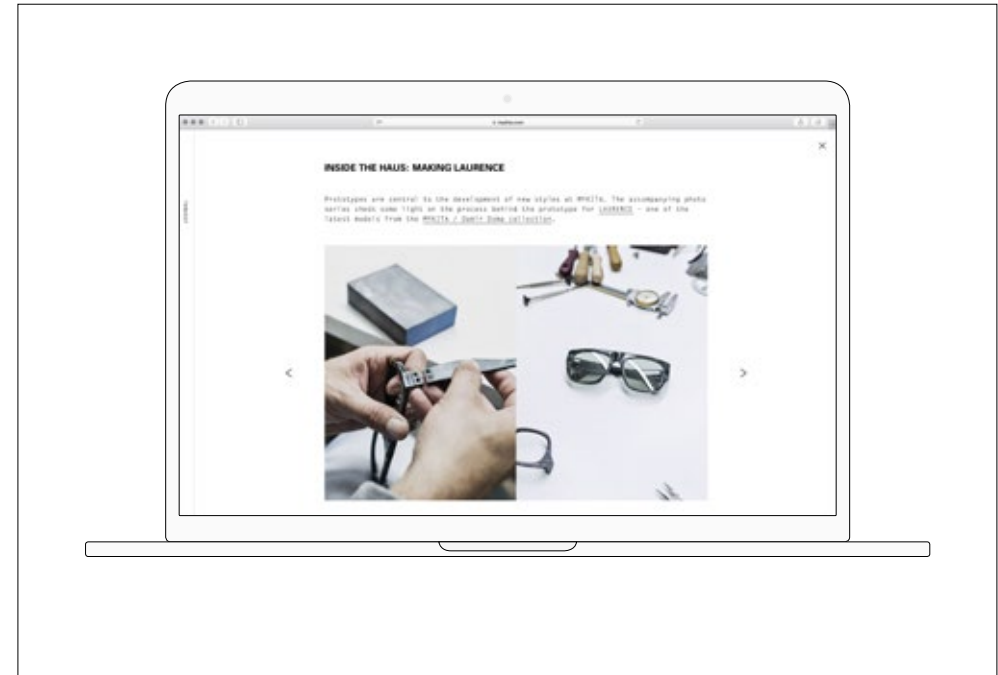 mykita.com
INSIDE THE HAUS: MAKING LAURENCE
Prototypes are central to the development of new styles at MYKITA. The accompanying photo
series sheds some light on the process behind the prototype for LAURENCE – one of the
latest models from the MYKITA / Damir Doma collection.